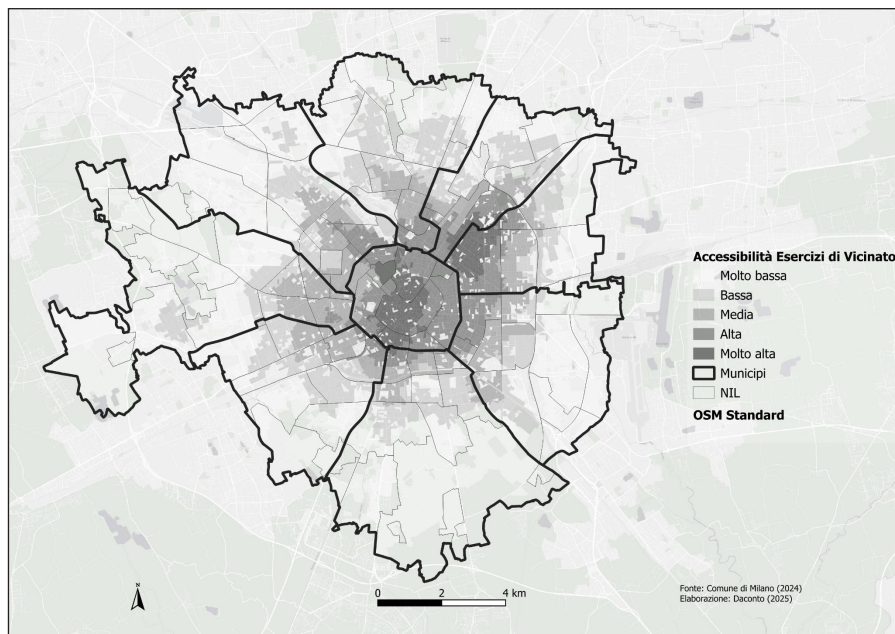 Accessibilità Esercizi di Vicinato
Molto bassa
Bassa
Media
Alta
Molto alta
Municipi
NIL
OSM Standard
N
0 2 4 km
Fonte: Comune di Milano (2024)
Elaborazione: Daconto (2025)